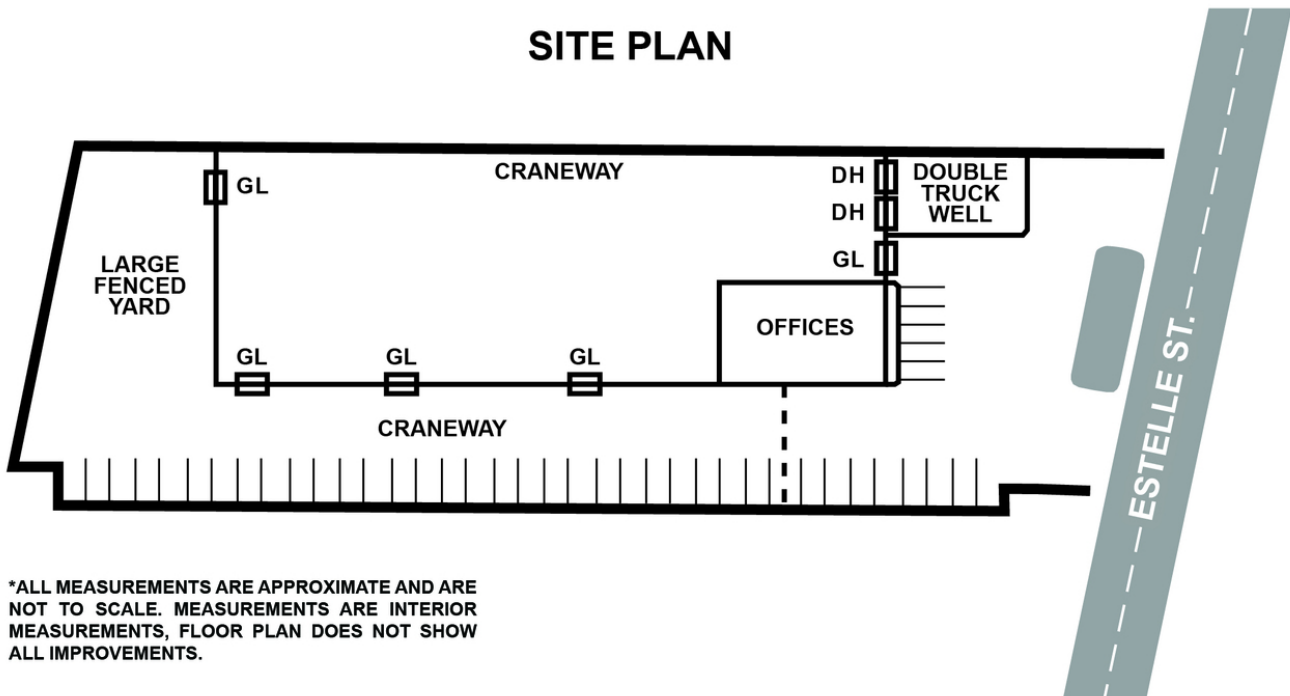 SITE PLAN
CRANEWAY
GL
DH
DOUBLE
TRUCK
WELL
DH
GL
LARGE
FENCED
YARD
OFFICES
GL
GL
GL
CRANEWAY
ESTELLE ST.
*ALL MEASUREMENTS ARE APPROXIMATE AND ARE
NOT TO SCALE. MEASUREMENTS ARE INTERIOR
MEASUREMENTS, FLOOR PLAN DOES NOT SHOW
ALL IMPROVEMENTS.